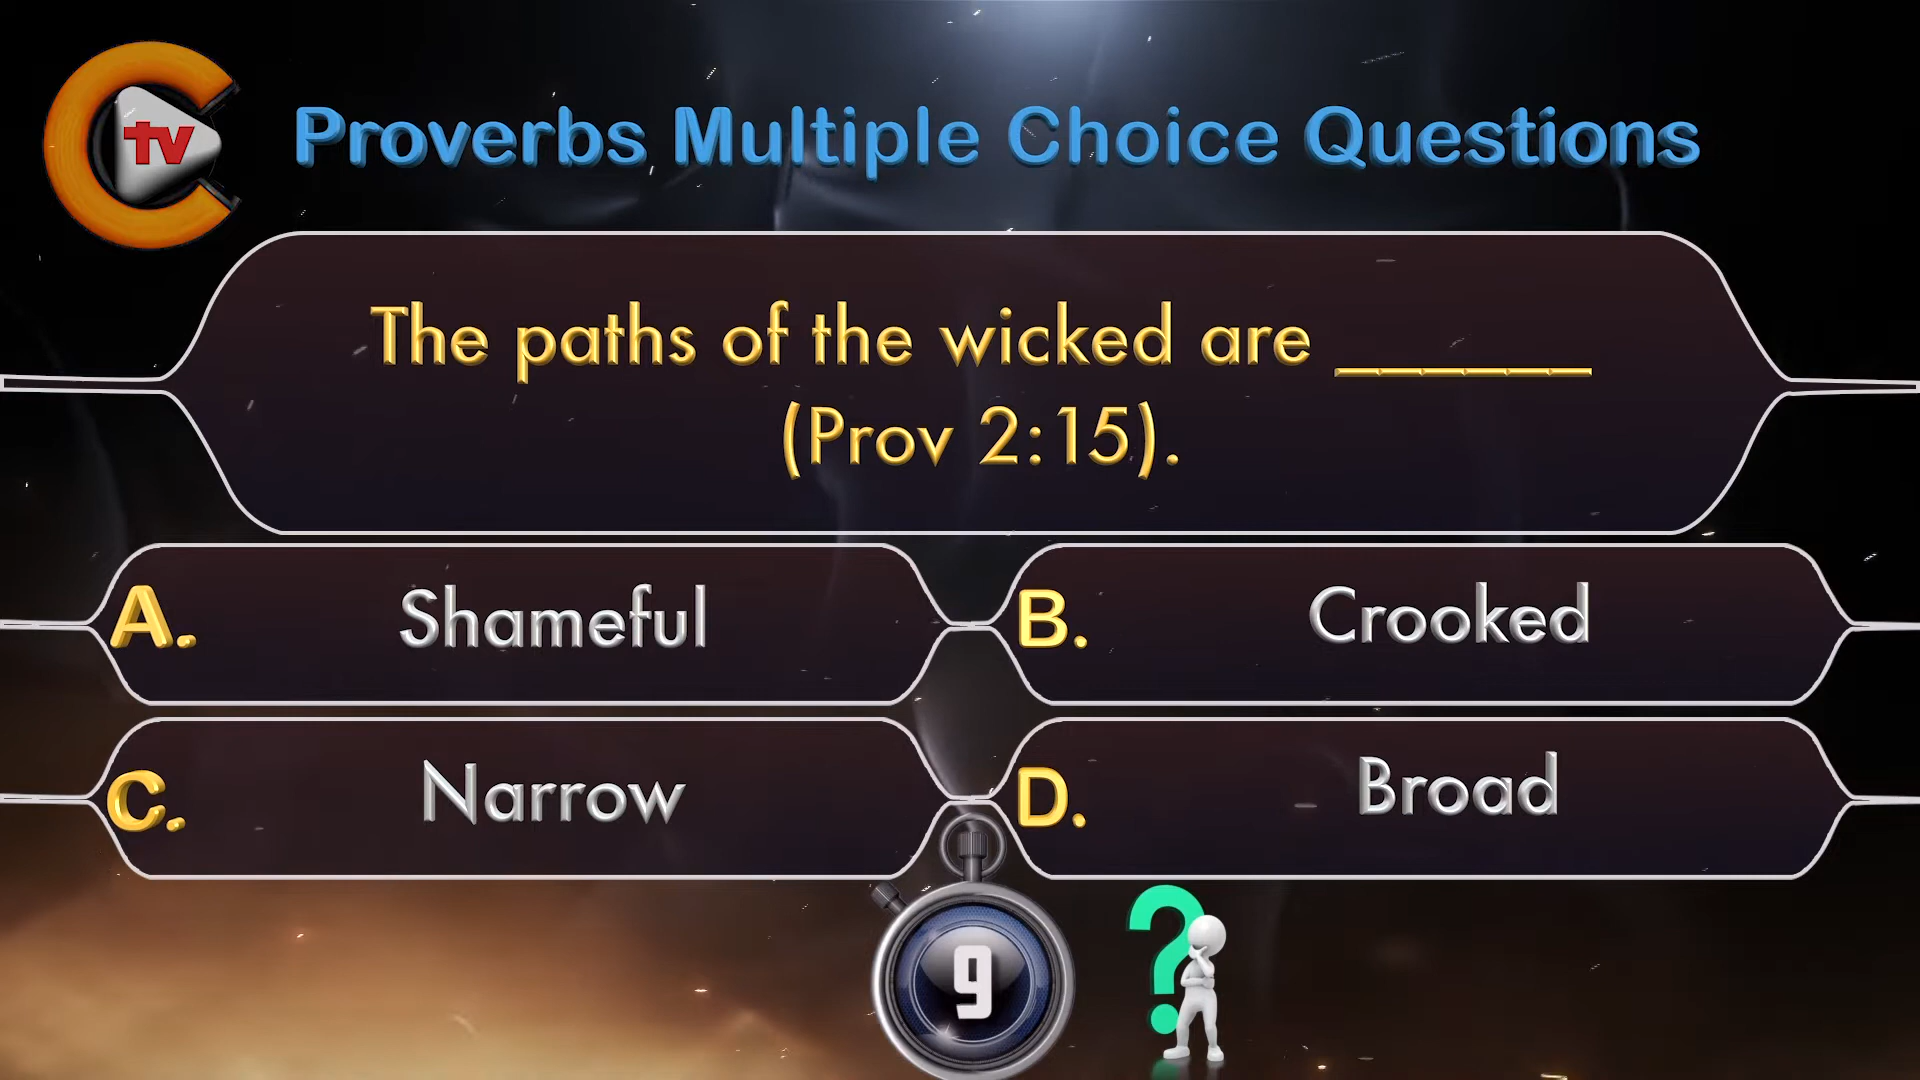 tv
Proverbs Multiple Choice Questions
The paths of the wicked are ______
(Prov 2:15).
A. Shameful
B. Crooked
C. Narrow
D. Broad
9
?